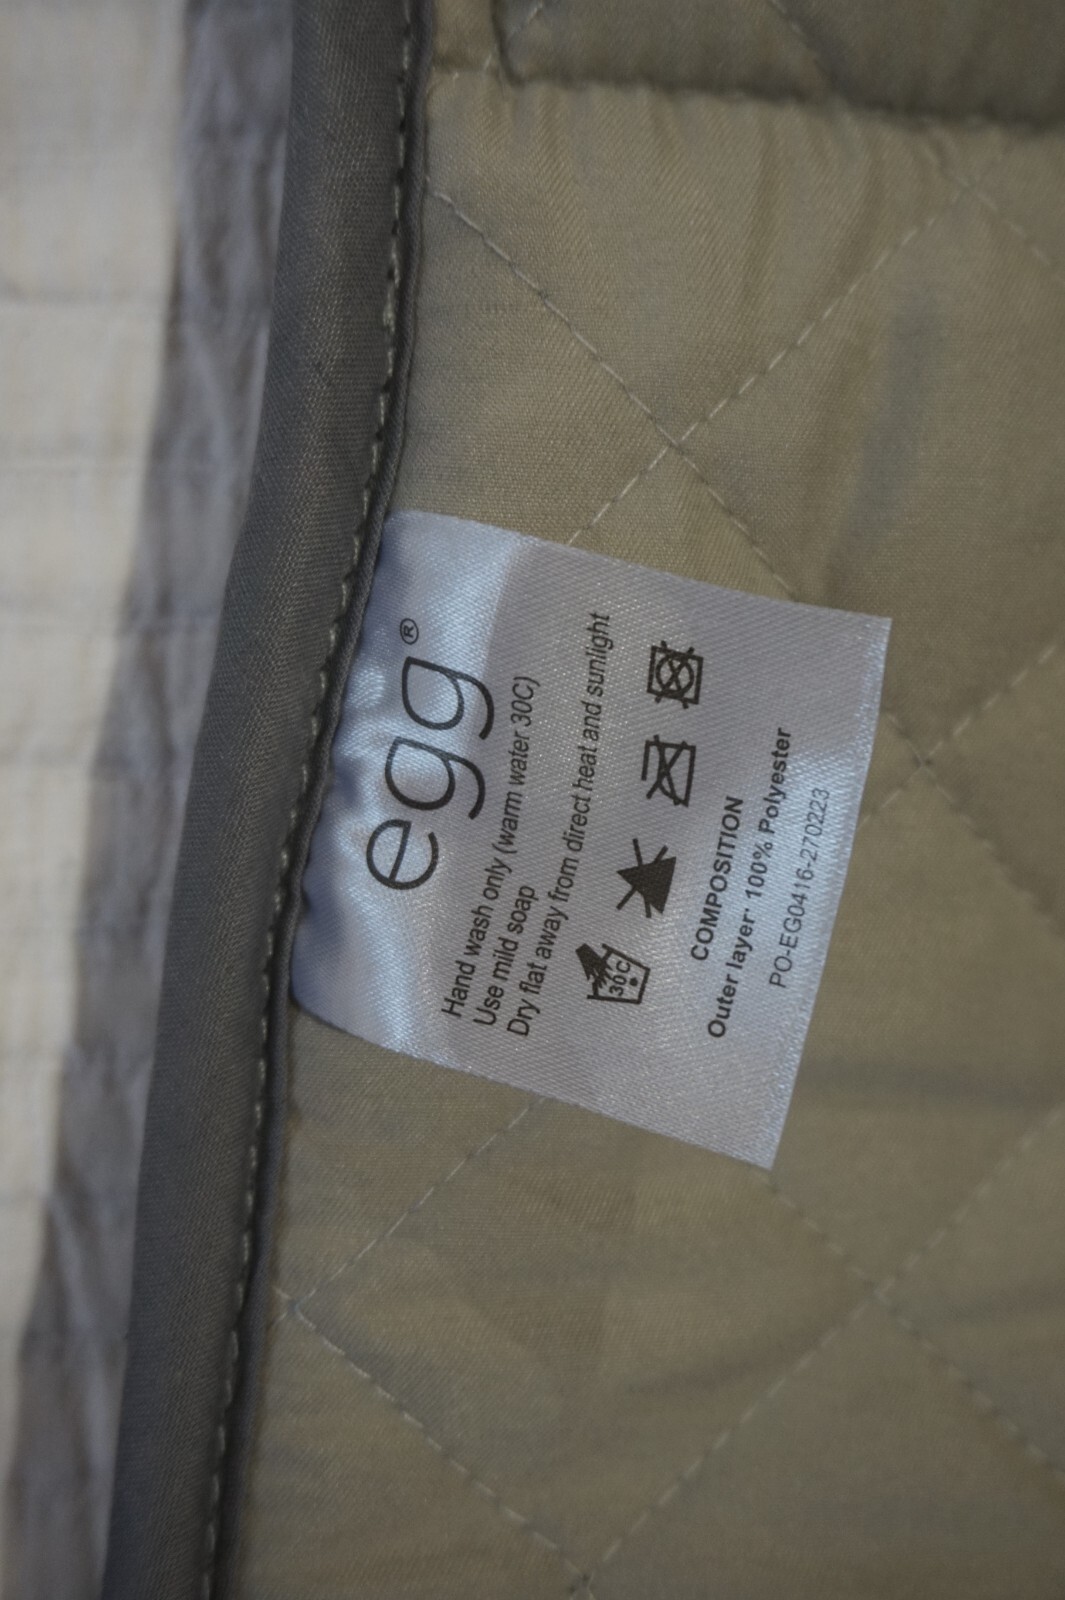 egg®
Hand wash only (warm water 30C)
Use mild soap
Dry flat away from direct heat and sunlight
30C
COMPOSITION
Outer layer: 100% Polyester
PO-EG0416-270223